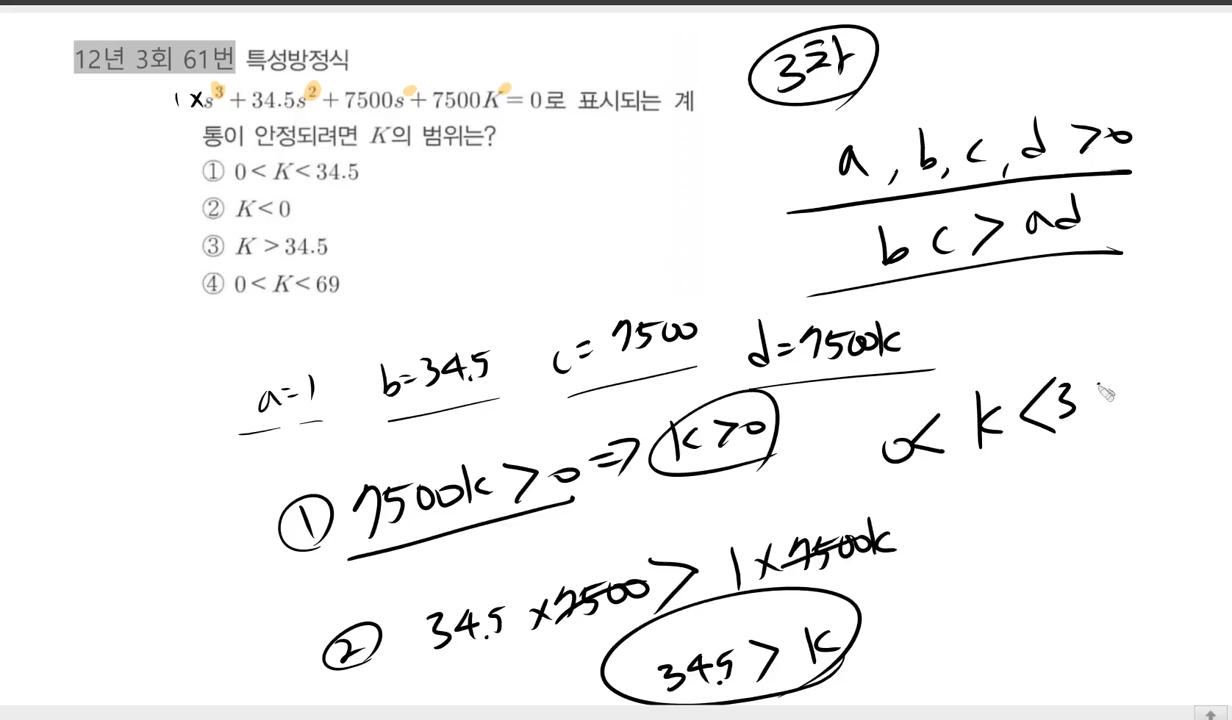 12년 3회 61번 특성방정식
1×s³ + 34.5s² + 7500s + 7500K = 0로 표시되는 계
통이 안정되려면 K의 범위는?
① 0 < K < 34.5
② K < 0
③ K > 34.5
④ 0 < K < 69
3차
a, b, c, d > 0
bc > ad
a=1 b=34.5 c=7500 d=7500k
① 7500k > 0 ⇒ k > 0
0< k < 3
② 34.5 × 7500 > 1 × 7500k
34.5 > k